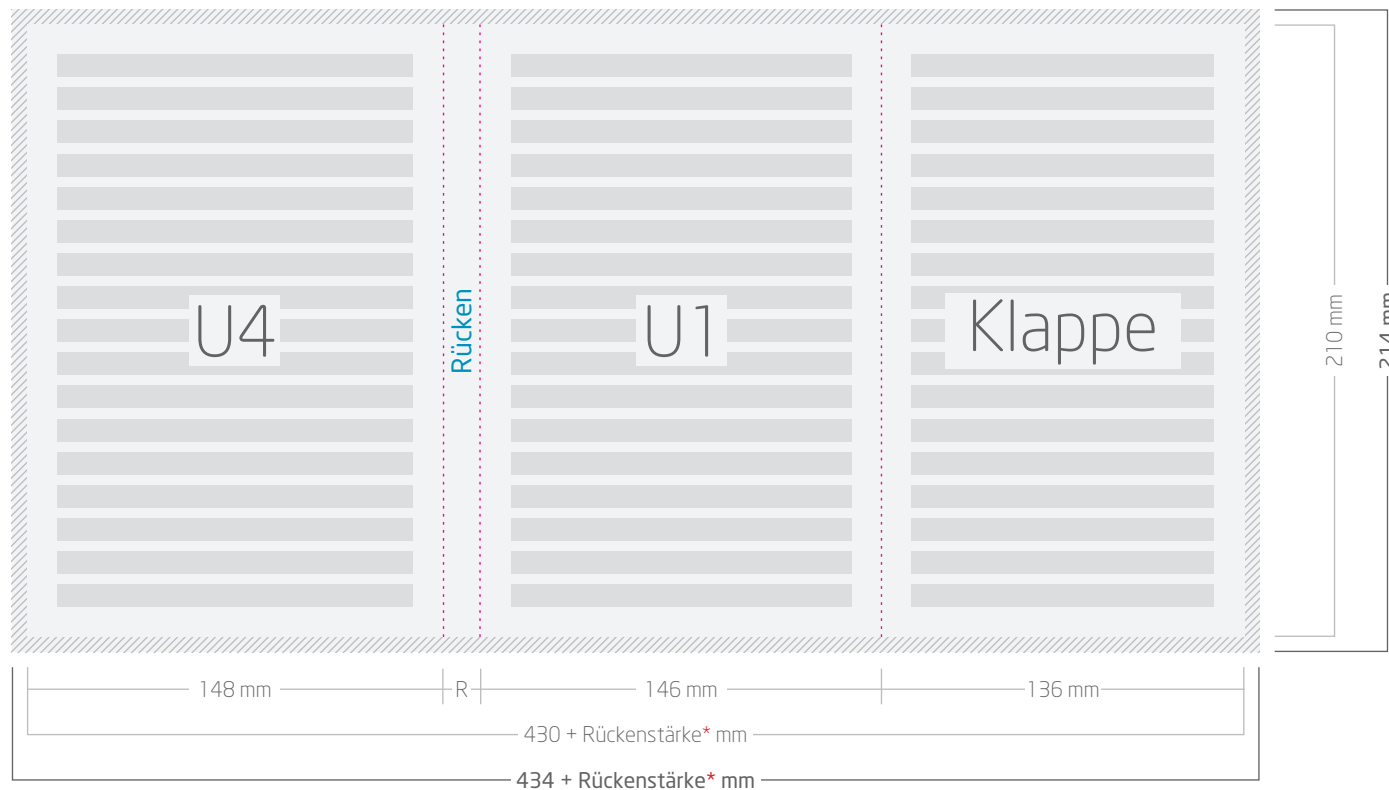 U4
Rücken
U1
Klappe
210 mm
214 mm
148 mm
R
146 mm
136 mm
430 + Rückenstärke* mm
434 + Rückenstärke* mm